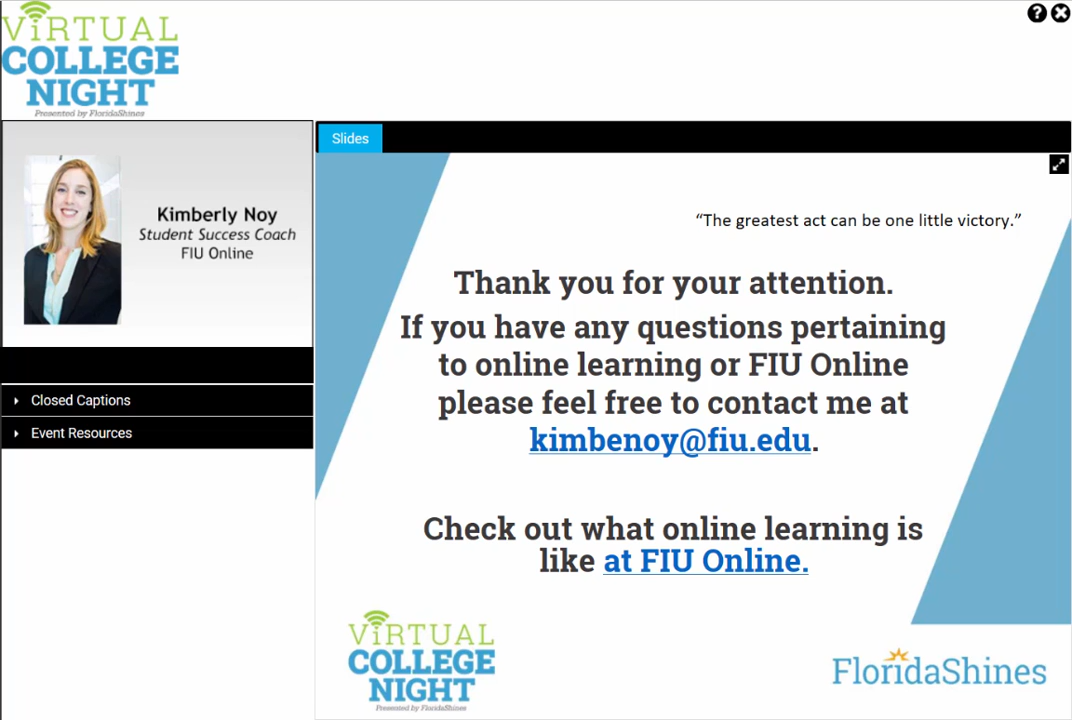 ViRTUAL
COLLEGE
NIGHT
Presented by FloridaShines
Kimberly Noy
Student Success Coach
FIU Online
Closed Captions
Event Resources
Slides
“The greatest act can be one little victory.”
Thank you for your attention.
If you have any questions pertaining
to online learning or FIU Online
please feel free to contact me at
kimbenoy@fiu.edu.
Check out what online learning is
like at FIU Online.
ViRTUAL
COLLEGE
NIGHT
Presented by FloridaShines
FloridaShines